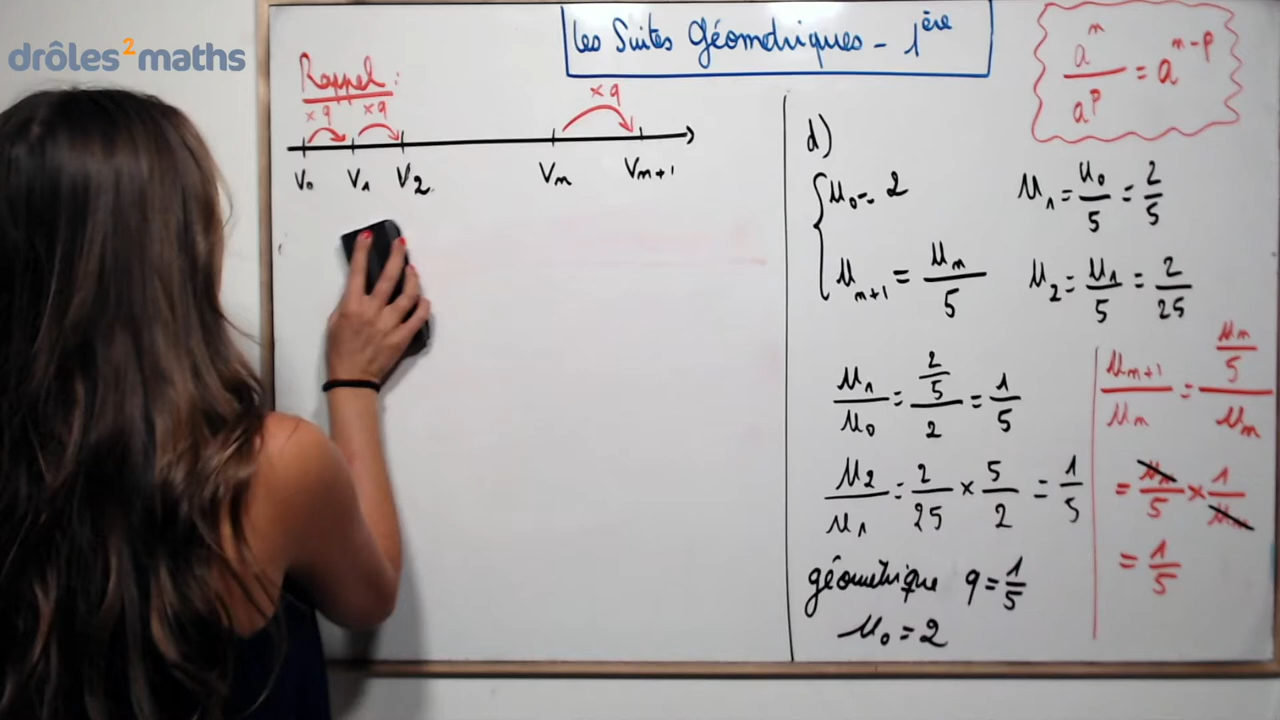 drôles2maths
Les Suites Géométriques - 1ère
Rappel :
×q ×q ×q
V0 V1 V2 Vn Vn+1
a^n / a^p = a^n-p
d)
u0 = 2
un+1 = un / 5
u1 = u0 / 5 = 2 / 5
u2 = u1 / 5 = 2 / 25
u1 / u0 = (2/5) / 2 = 1 / 5
u2 / u1 = 2 / 25 × 5 / 2 = 1 / 5
géométrique q = 1 / 5
u0 = 2
un+1 / un = (un/5) / un
= un / 5 × 1 / un
= 1 / 5